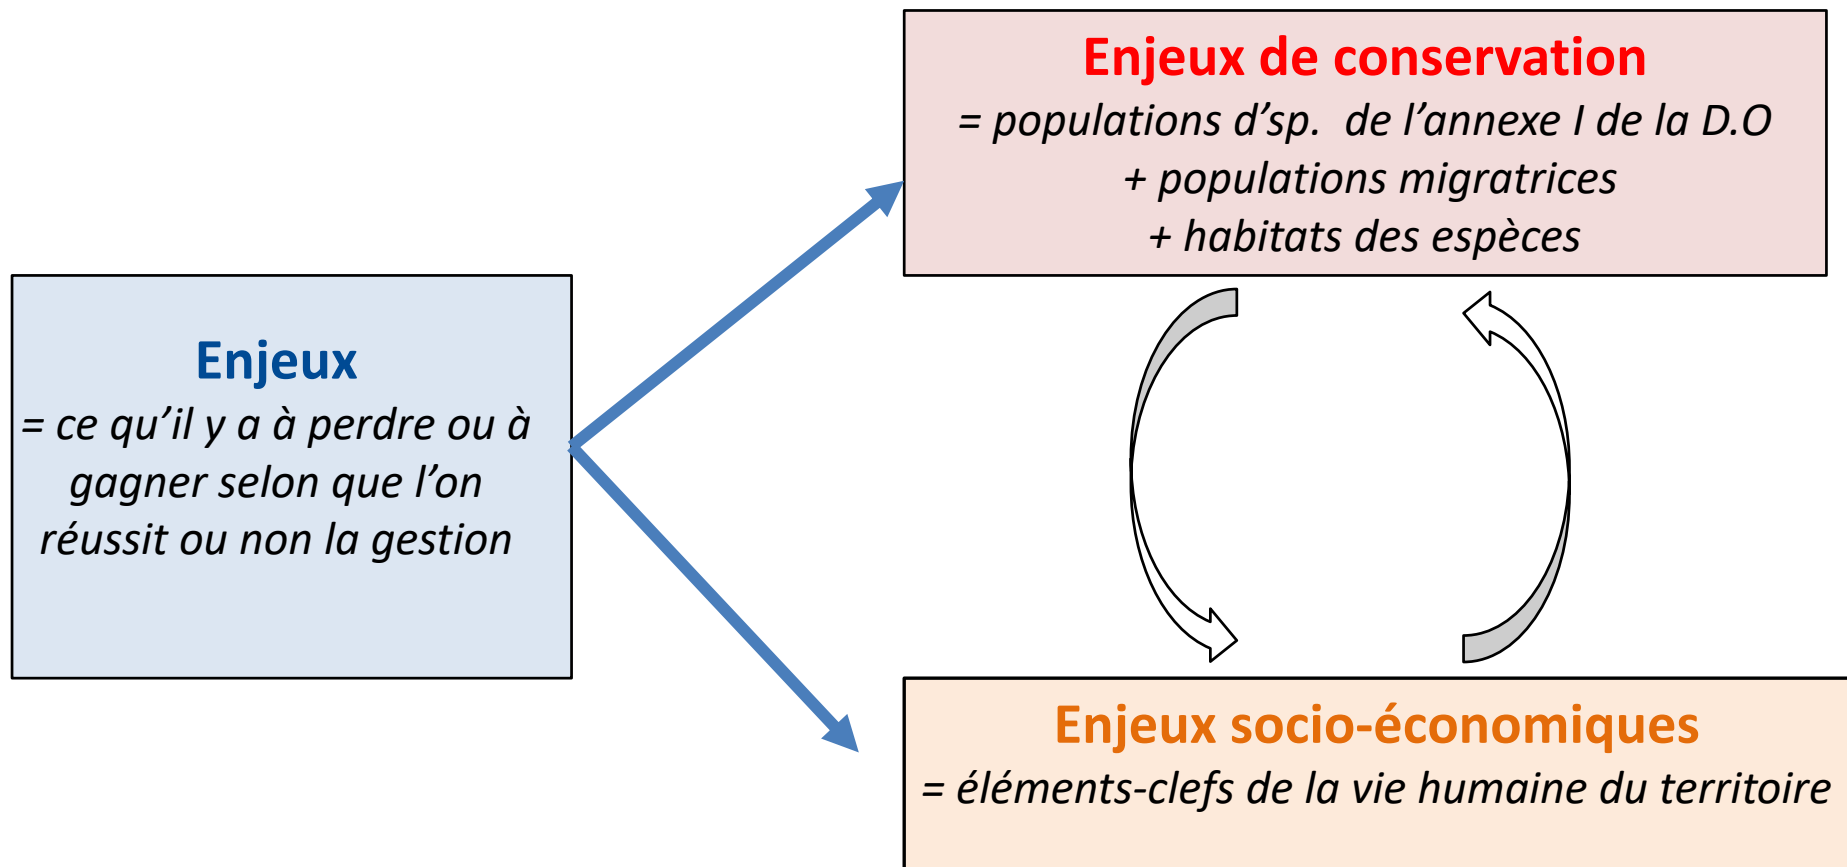 Enjeux de conservation
= populations d’sp. de l’annexe I de la D.O
+ populations migratrices
+ habitats des espèces
Enjeux
= ce qu’il y a à perdre ou à
gagner selon que l’on
réussit ou non la gestion
Enjeux socio-économiques
= éléments-clefs de la vie humaine du territoire